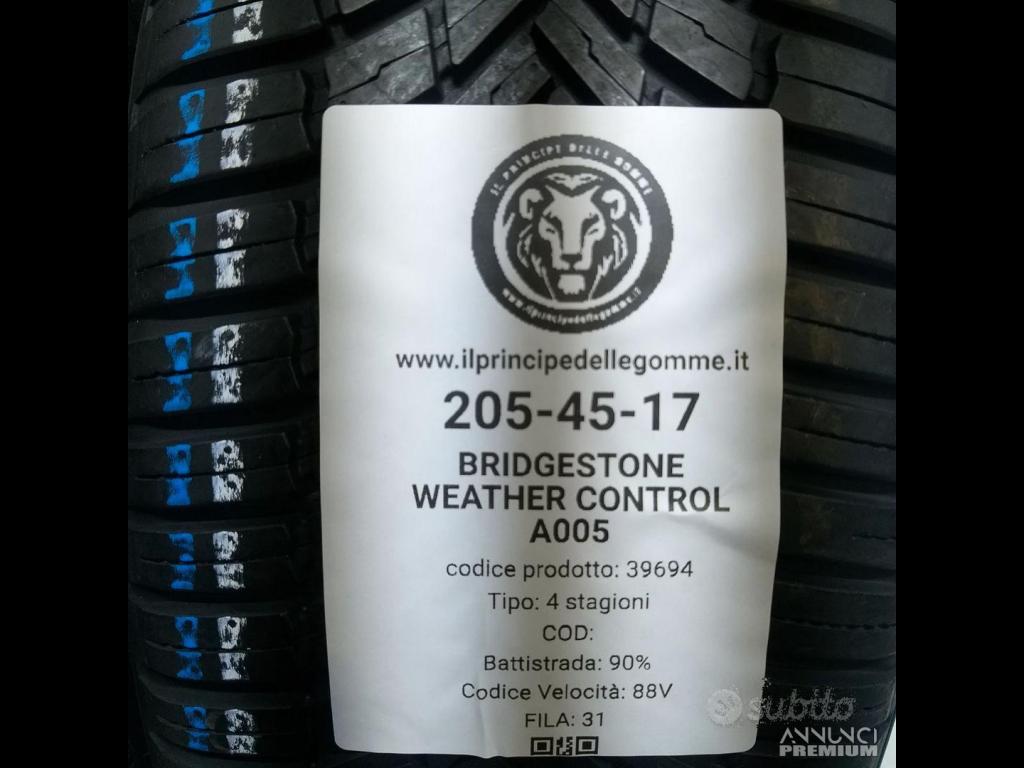 IL PRINCIPE DELLE GOMME
www.ilprincipedellegomme.it
www.ilprincipedellegomme.it
205-45-17
BRIDGESTONE
WEATHER CONTROL
A005
codice prodotto: 39694
Tipo: 4 stagioni
COD:
Battistrada: 90%
Codice Velocità: 88V
FILA: 31
subito
ANNUNCI
PREMIUM